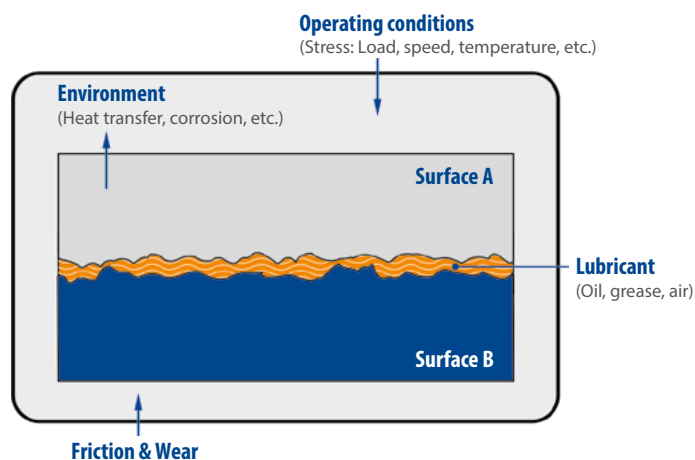 Operating conditions
(Stress: Load, speed, temperature, etc.)
Environment
(Heat transfer, corrosion, etc.)
Surface A
Lubricant
(Oil, grease, air)
Surface B
Friction & Wear